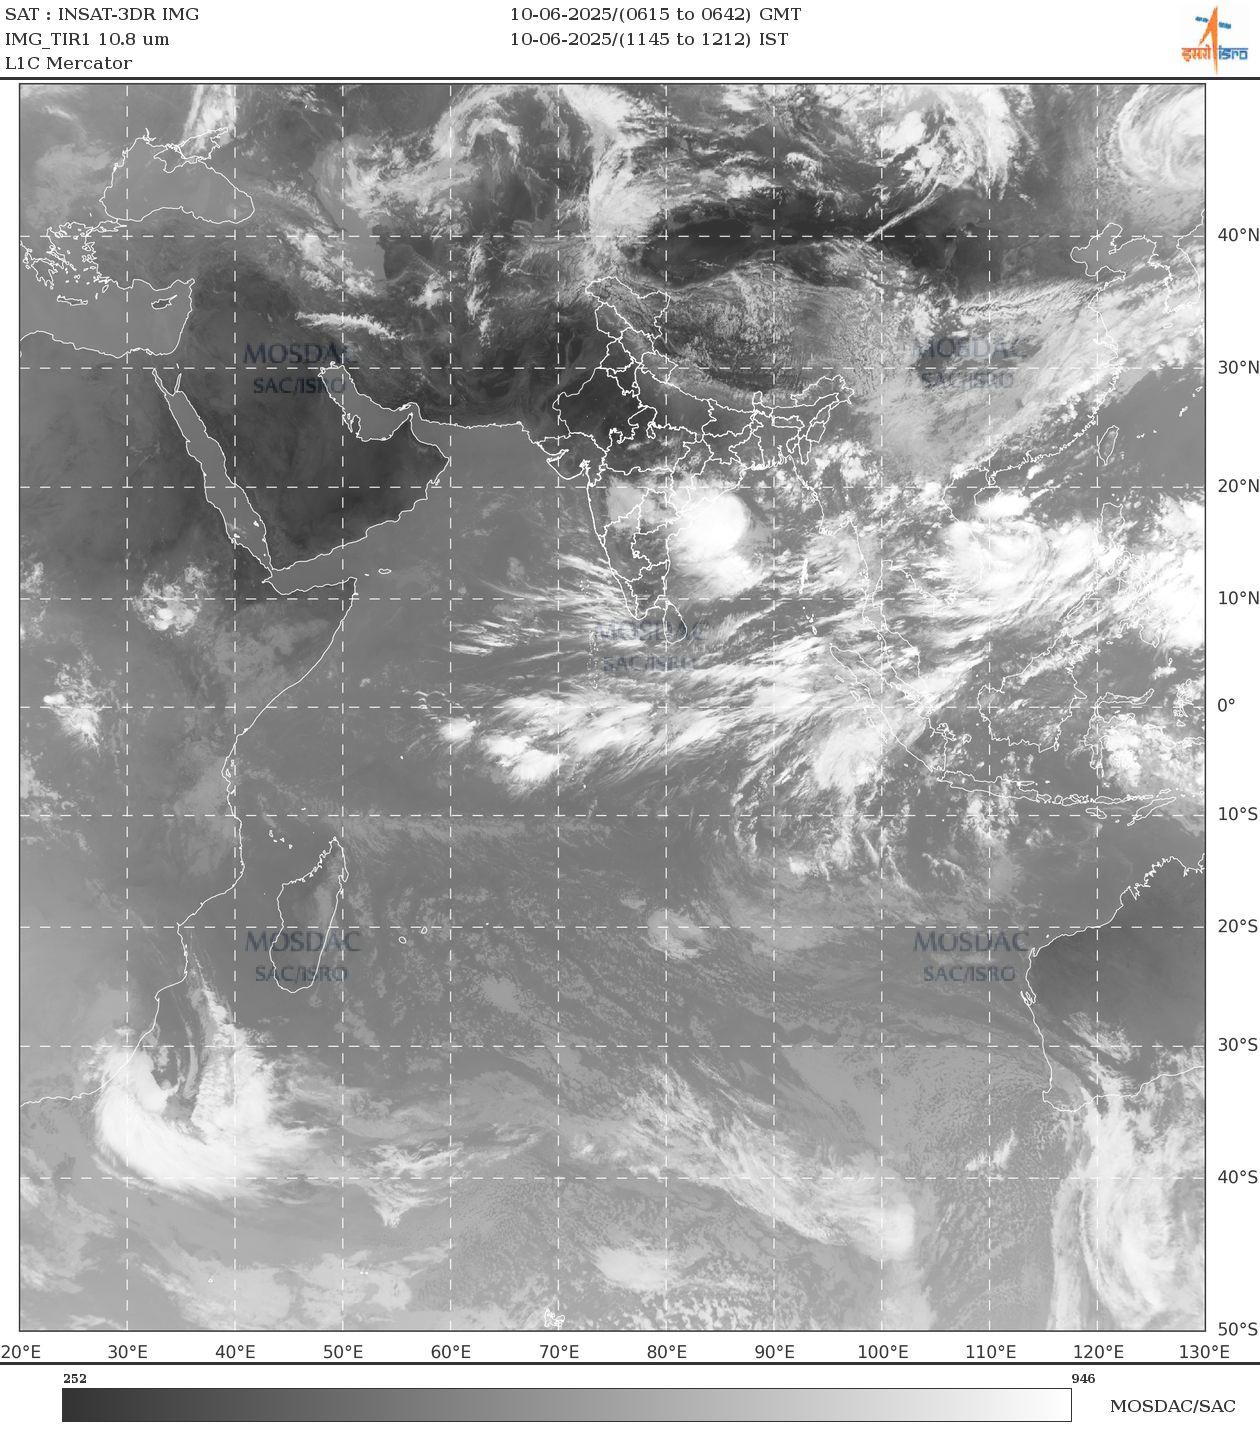 SAT : INSAT-3DR IMG
IMG_TIR1 10.8 um
L1C Mercator
10-06-2025/(0615 to 0642) GMT
10-06-2025/(1145 to 1212) IST
इसरो isro
40°N
30°N
20°N
10°N
0°
10°S
20°S
30°S
40°S
50°S
MOSDAC
SAC/ISRO
MOSDAC
SAC/ISRO
MOSDAC
SAC/ISRO
MOSDAC
SAC/ISRO
MOSDAC
SAC/ISRO
20°E 30°E 40°E 50°E 60°E 70°E 80°E 90°E 100°E 110°E 120°E 130°E
252 946
MOSDAC/SAC